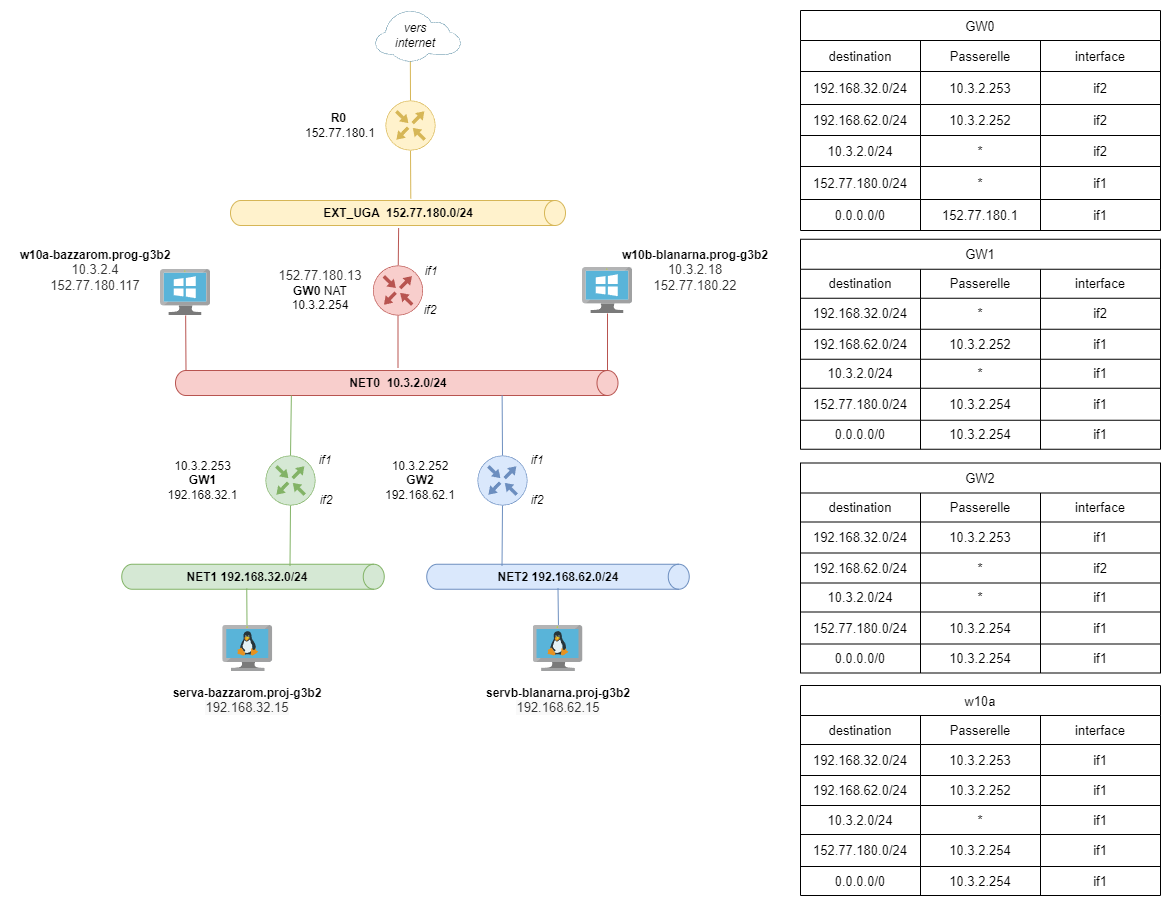 vers
internet
R0
152.77.180.1
EXT_UGA 152.77.180.0/24
w10a-bazzarom.prog-g3b2
10.3.2.4
152.77.180.117
152.77.180.13
GW0 NAT
10.3.2.254
if1
if2
w10b-blanarna.prog-g3b2
10.3.2.18
152.77.180.22
NET0 10.3.2.0/24
10.3.2.253
GW1
192.168.32.1
if1
if2
10.3.2.252
GW2
192.168.62.1
if1
if2
NET1 192.168.32.0/24
NET2 192.168.62.0/24
serva-bazzarom.proj-g3b2
192.168.32.15
servb-blanarna.proj-g3b2
192.168.62.15
GW0
destination Passerelle interface
192.168.32.0/24 10.3.2.253 if2
192.168.62.0/24 10.3.2.252 if2
10.3.2.0/24 * if2
152.77.180.0/24 * if1
0.0.0.0/0 152.77.180.1 if1
GW1
destination Passerelle interface
192.168.32.0/24 * if2
192.168.62.0/24 10.3.2.252 if1
10.3.2.0/24 * if1
152.77.180.0/24 10.3.2.254 if1
0.0.0.0/0 10.3.2.254 if1
GW2
destination Passerelle interface
192.168.32.0/24 10.3.2.253 if1
192.168.62.0/24 * if2
10.3.2.0/24 * if1
152.77.180.0/24 10.3.2.254 if1
0.0.0.0/0 10.3.2.254 if1
w10a
destination Passerelle interface
192.168.32.0/24 10.3.2.253 if1
192.168.62.0/24 10.3.2.252 if1
10.3.2.0/24 * if1
152.77.180.0/24 10.3.2.254 if1
0.0.0.0/0 10.3.2.254 if1